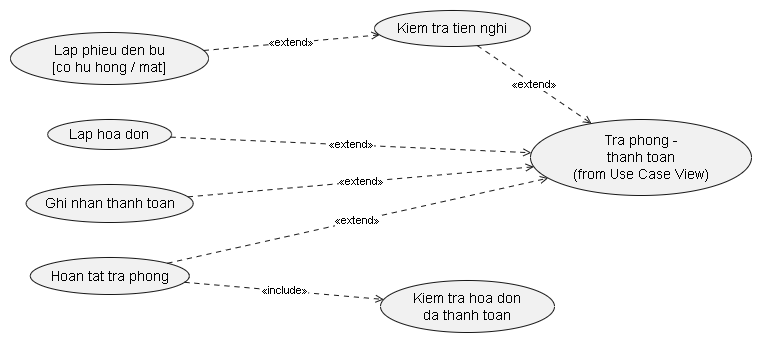 Lap phieu den bu
[co hu hong / mat]
«extend»
Kiem tra tien nghi
«extend»
Lap hoa don
«extend»
Tra phong -
thanh toan
(from Use Case View)
Ghi nhan thanh toan
«extend»
«extend»
Hoan tat tra phong
«include»
Kiem tra hoa don
da thanh toan